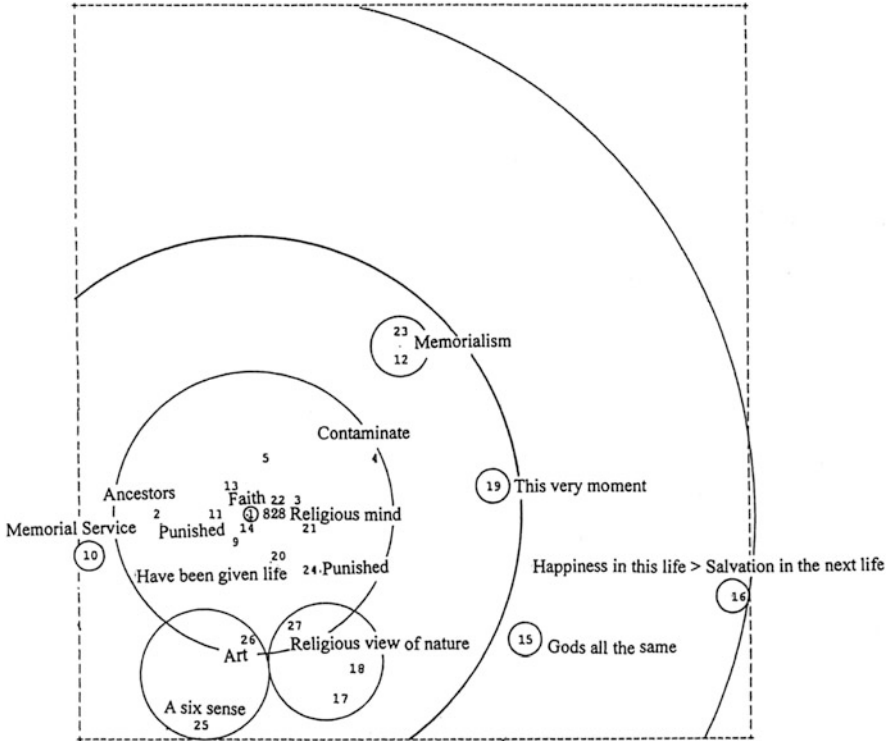 23
Memorialism
12
Contaminate
5 4
13
Ancestors Faith 22 3
19 This very moment
2 11 1 828 Religious mind
Memorial Service Punished 14 21
9
10
20
Have been given life 24 Punished
Happiness in this life > Salvation in the next life
16
27
26 Religious view of nature 15 Gods all the same
Art
18
17
A six sense
25